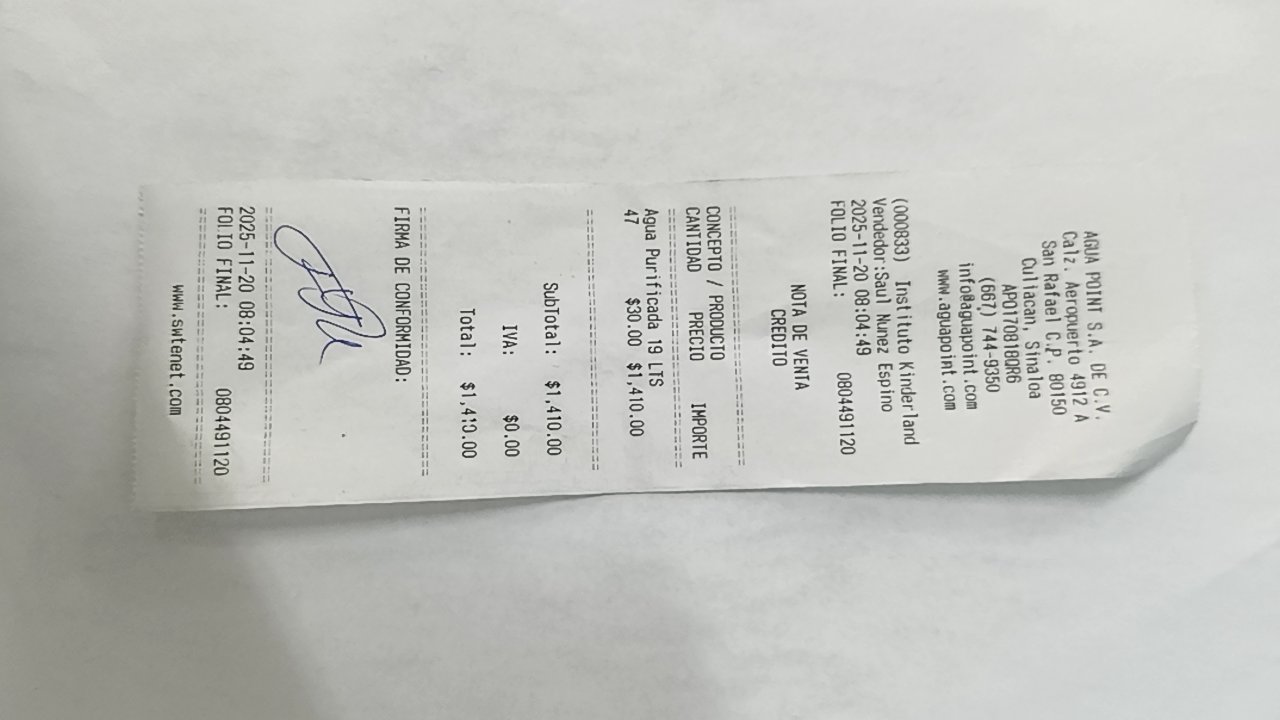 AGUA POINT S.A. DE C.V.
Calz. Aeropuerto 4912 A
San Rafael C.P. 80150
Culiacan, Sinaloa
APO1708180R6
(667) 744-9350
info@aguapoint.com
www.aguapoint.com
(000833) Instituto Kinderland
Vendedor:Saul Nunez Espino
2025-11-20 08:04:49
FOLIO FINAL: 0804491120
NOTA DE VENTA
CREDITO
CONCEPTO / PRODUCTO
CANTIDAD PRECIO IMPORTE
Agua Purificada 19 LTS
47 $30.00 $1,410.00
SubTotal: $1,410.00
IVA: $0.00
Total: $1,410.00
FIRMA DE CONFORMIDAD:
2025-11-20 08:04:49
FOLIO FINAL: 0804491120
www.swtenet.com